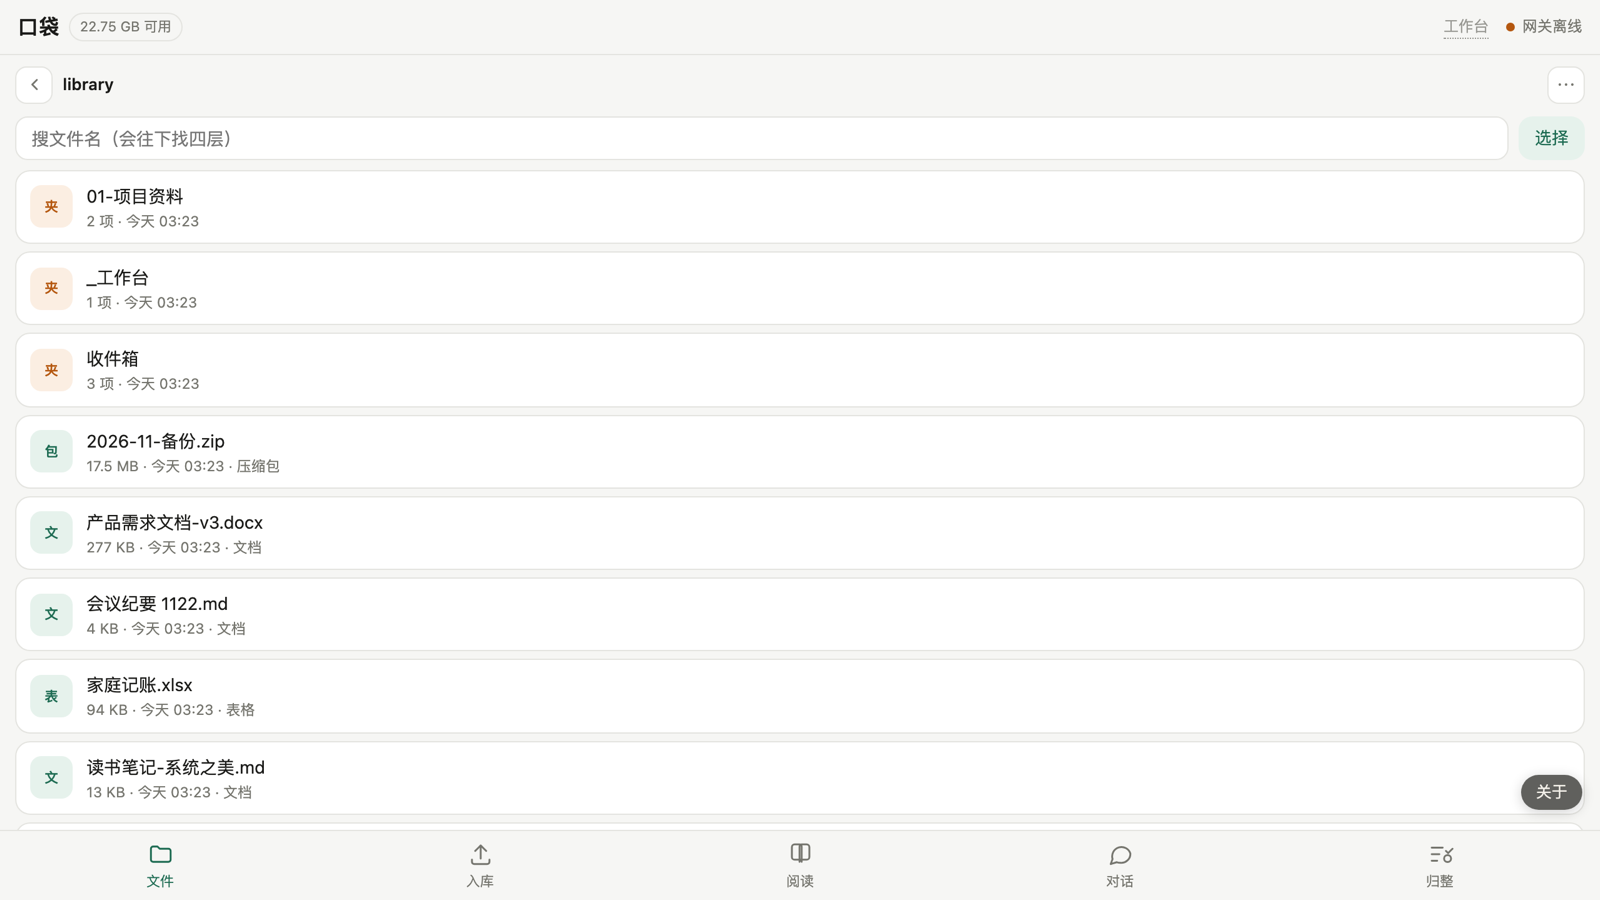 口袋 22.75 GB 可用 工作台 网关离线
library ···
搜文件名（会往下找四层） 选择
夹 01-项目资料
2 项 · 今天 03:23
夹 _工作台
1 项 · 今天 03:23
夹 收件箱
3 项 · 今天 03:23
包 2026-11-备份.zip
17.5 MB · 今天 03:23 · 压缩包
文 产品需求文档-v3.docx
277 KB · 今天 03:23 · 文档
文 会议纪要 1122.md
4 KB · 今天 03:23 · 文档
表 家庭记账.xlsx
94 KB · 今天 03:23 · 表格
文 读书笔记-系统之美.md
13 KB · 今天 03:23 · 文档
关于
文件 入库 阅读 对话 归整